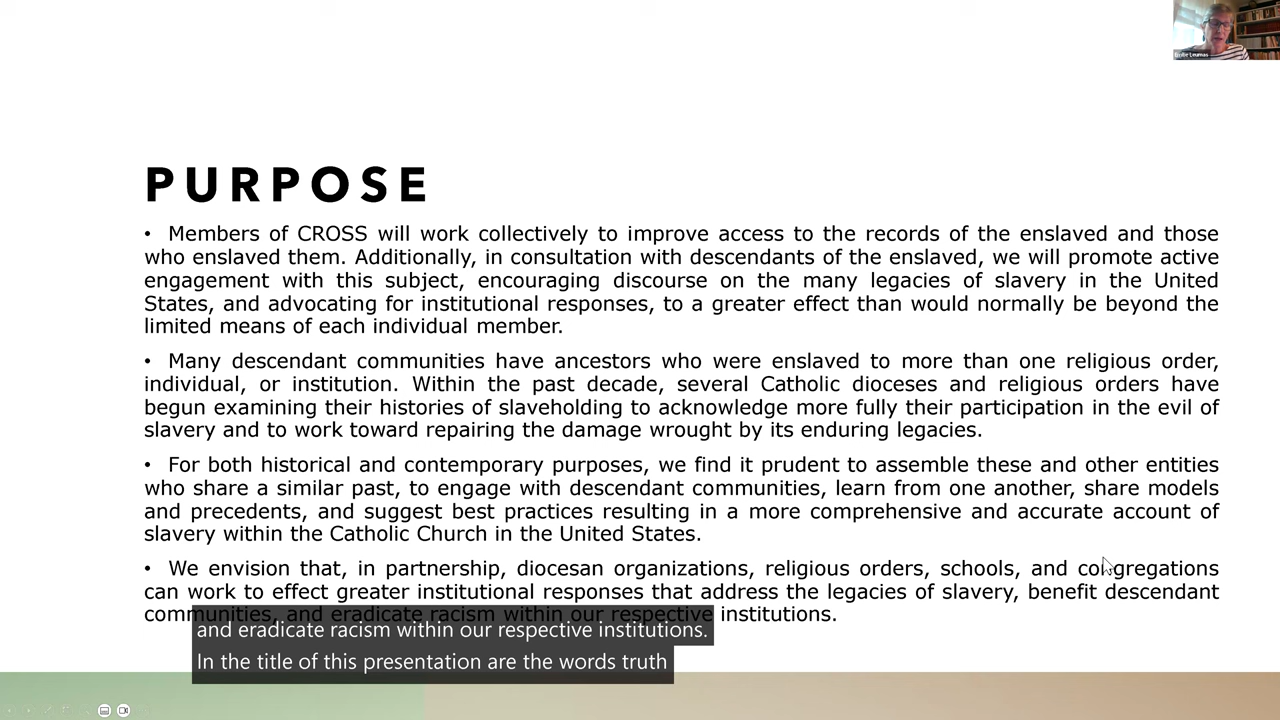 Emilie Leumas
PURPOSE
• Members of CROSS will work collectively to improve access to the records of the enslaved and those
who enslaved them. Additionally, in consultation with descendants of the enslaved, we will promote active
engagement with this subject, encouraging discourse on the many legacies of slavery in the United
States, and advocating for institutional responses, to a greater effect than would normally be beyond the
limited means of each individual member.
• Many descendant communities have ancestors who were enslaved to more than one religious order,
individual, or institution. Within the past decade, several Catholic dioceses and religious orders have
begun examining their histories of slaveholding to acknowledge more fully their participation in the evil of
slavery and to work toward repairing the damage wrought by its enduring legacies.
• For both historical and contemporary purposes, we find it prudent to assemble these and other entities
who share a similar past, to engage with descendant communities, learn from one another, share models
and precedents, and suggest best practices resulting in a more comprehensive and accurate account of
slavery within the Catholic Church in the United States.
• We envision that, in partnership, diocesan organizations, religious orders, schools, and congregations
can work to effect greater institutional responses that address the legacies of slavery, benefit descendant
communities, and eradicate racism within our respective institutions.
and eradicate racism within our respective institutions.
In the title of this presentation are the words truth